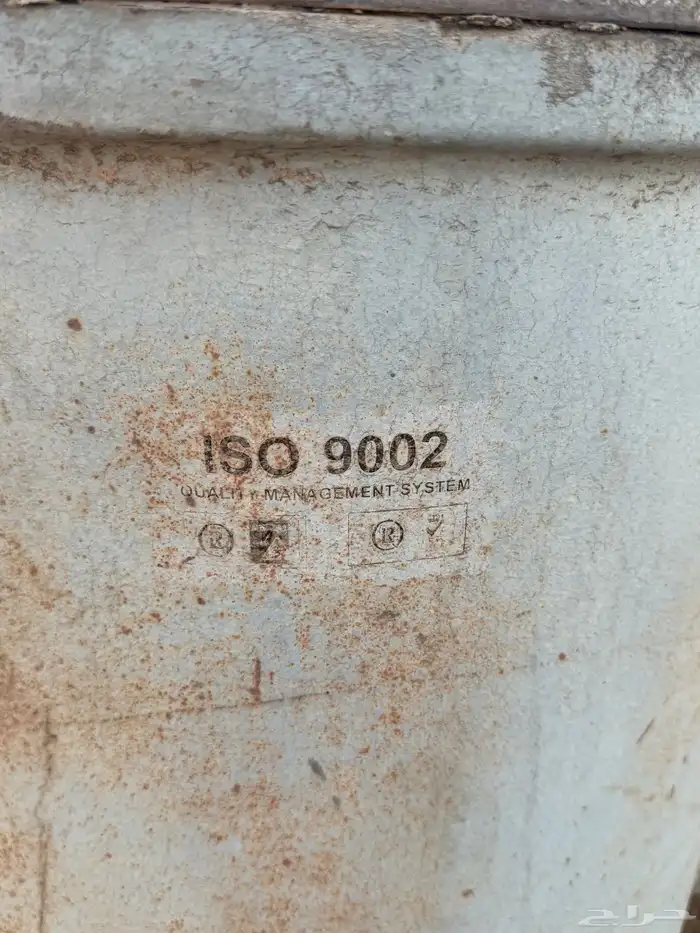 ISO 9002
QUALITY MANAGEMENT SYSTEM
® ®
حراج